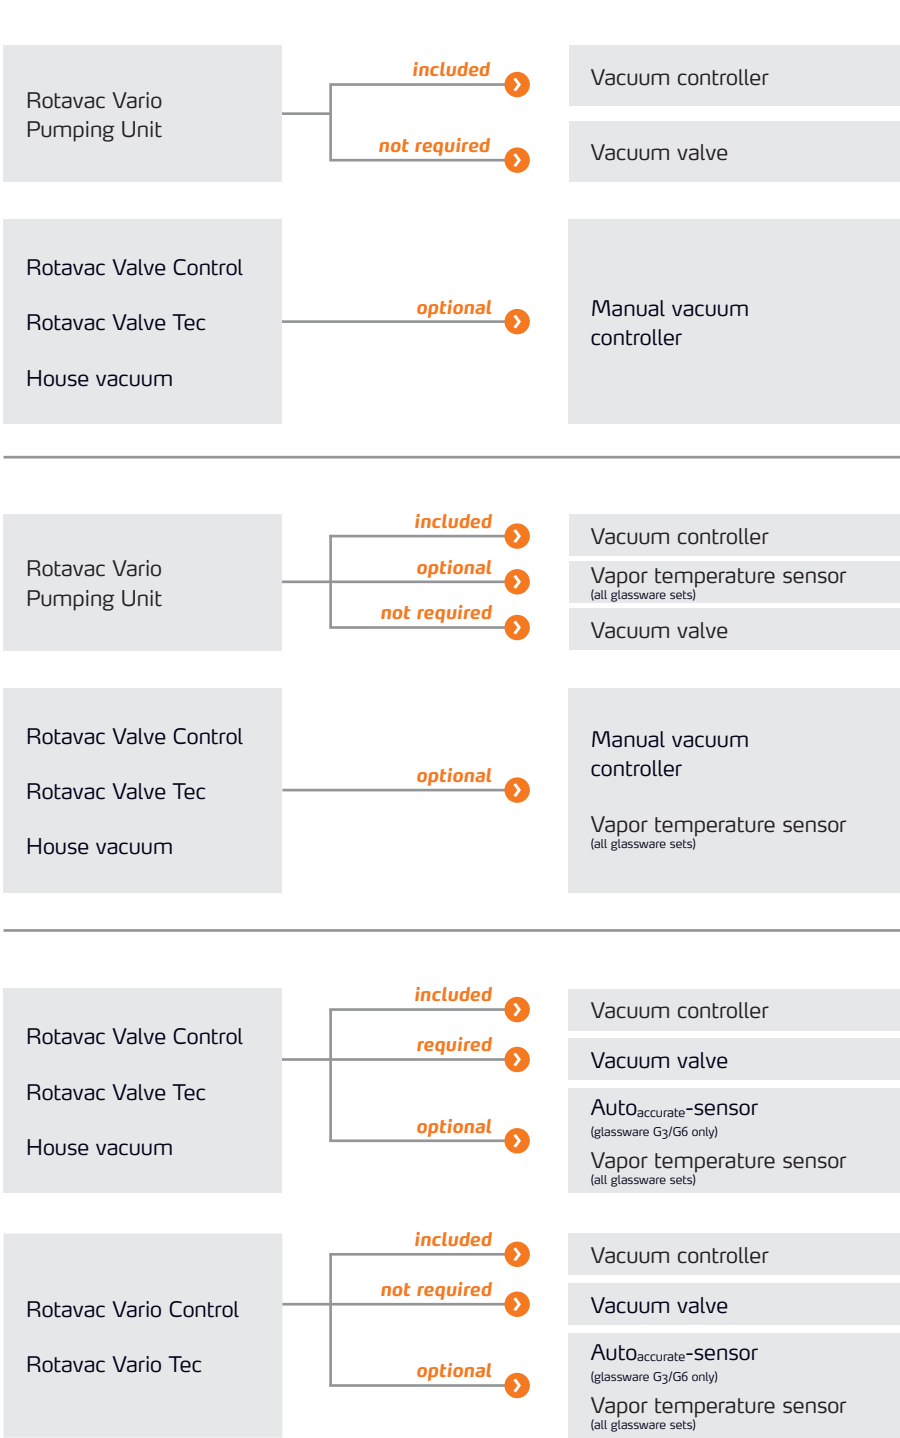 Rotavac Vario
Pumping Unit
included
Vacuum controller
not required
Vacuum valve
Rotavac Valve Control
Rotavac Valve Tec
House vacuum
optional
Manual vacuum
controller
Rotavac Vario
Pumping Unit
included
Vacuum controller
optional
Vapor temperature sensor
(all glassware sets)
not required
Vacuum valve
Rotavac Valve Control
Rotavac Valve Tec
House vacuum
optional
Manual vacuum
controller
Vapor temperature sensor
(all glassware sets)
Rotavac Valve Control
Rotavac Valve Tec
House vacuum
included
Vacuum controller
required
Vacuum valve
optional
Autoaccurate-sensor
(glassware G3/G6 only)
Vapor temperature sensor
(all glassware sets)
Rotavac Vario Control
Rotavac Vario Tec
included
Vacuum controller
not required
Vacuum valve
optional
Autoaccurate-sensor
(glassware G3/G6 only)
Vapor temperature sensor
(all glassware sets)